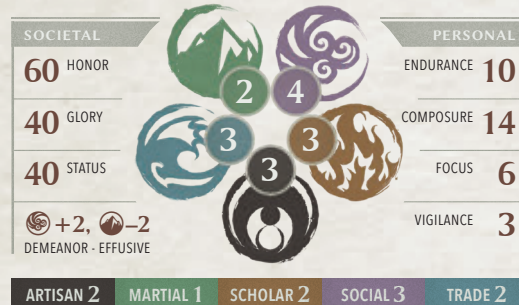 SOCIETAL
60 HONOR
40 GLORY
40 STATUS
+2, –2
DEMEANOR - EFFUSIVE
2
4
3
3
3
PERSONAL
ENDURANCE 10
COMPOSURE 14
FOCUS 6
VIGILANCE 3
ARTISAN 2 MARTIAL 1 SCHOLAR 2 SOCIAL 3 TRADE 2